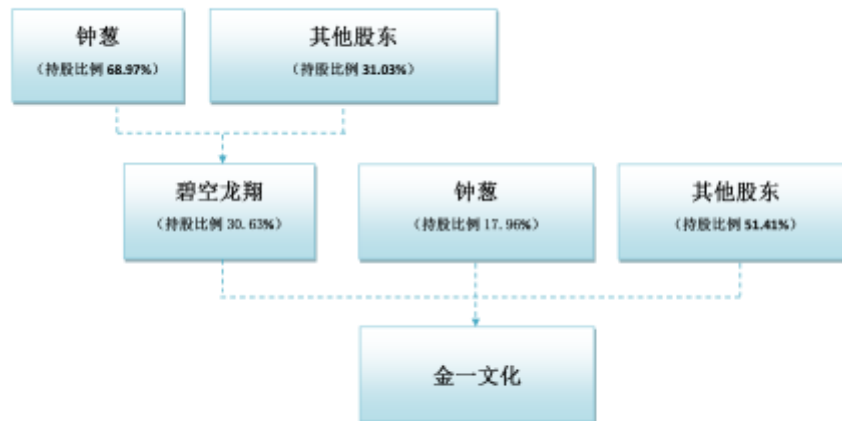 钟葱
（持股比例 68.97%）
其他股东
（持股比例 31.03%）
碧空龙翔
（持股比例 30.63%）
钟葱
（持股比例 17.96%）
其他股东
（持股比例 51.41%）
金一文化